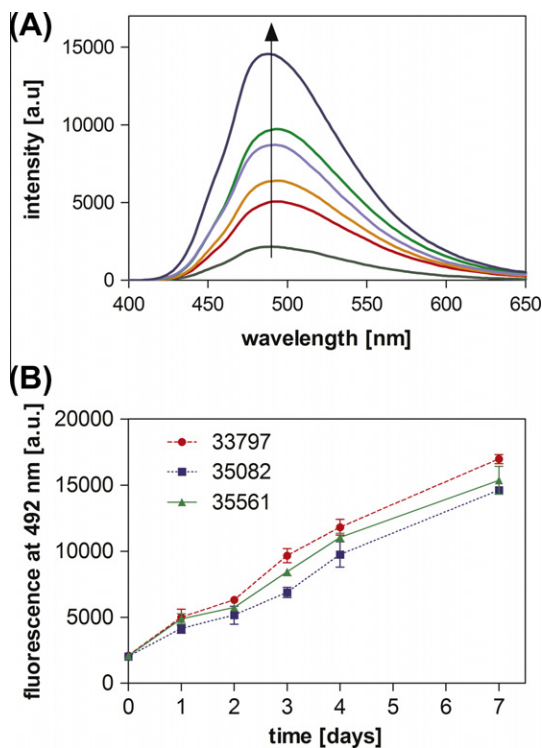 (A)
15000
10000
5000
0
intensity [a.u]
400 450 500 550 600 650
wavelength [nm]
(B)
20000
15000
10000
5000
0
fluorescence at 492 nm [a.u.]
33797
35082
35561
0 1 2 3 4 5 6 7
time [days]